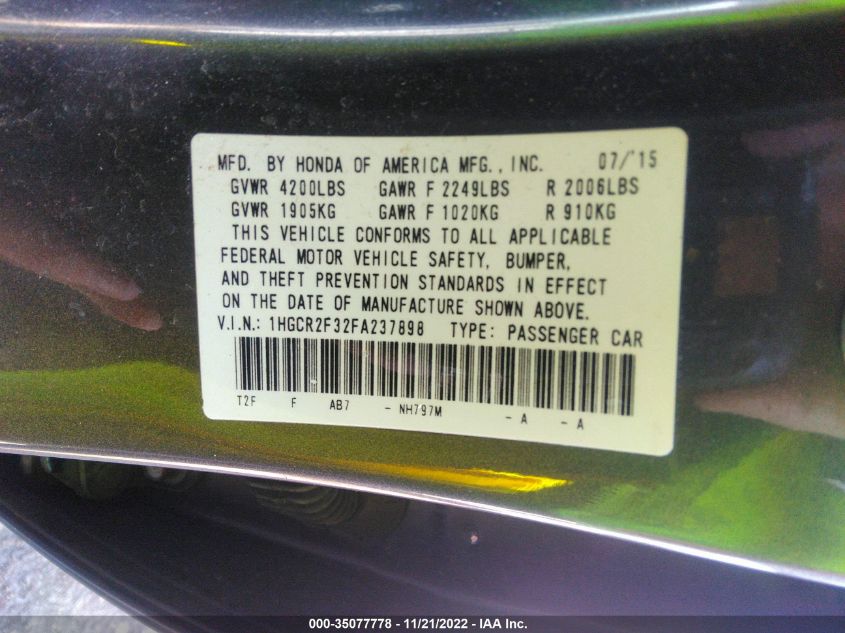 MFD. BY HONDA OF AMERICA MFG., INC. 07/'15
GVWR 4200LBS GAWR F 2249LBS R 2006LBS
GVWR 1905KG GAWR F 1020KG R 910KG
THIS VEHICLE CONFORMS TO ALL APPLICABLE
FEDERAL MOTOR VEHICLE SAFETY, BUMPER,
AND THEFT PREVENTION STANDARDS IN EFFECT
ON THE DATE OF MANUFACTURE SHOWN ABOVE.
V.I.N.: 1HGCR2F32FA237898 TYPE: PASSENGER CAR
T2F F AB7 - NH797M - A - A
000-35077778 - 11/21/2022 - IAA Inc.